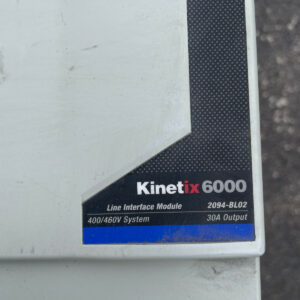 Kinetix 6000
Line Interface Module 2094-BL02
400/460V System 30A Output